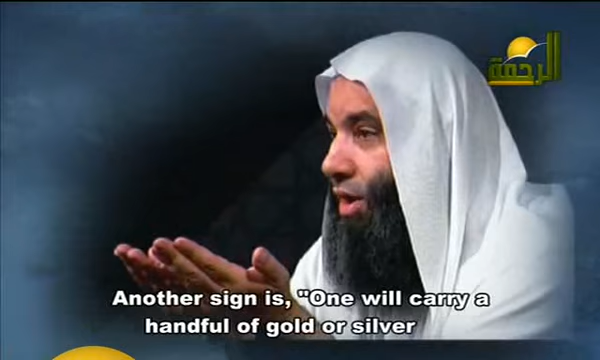 الرحمة
Another sign is, "One will carry a
handful of gold or silver